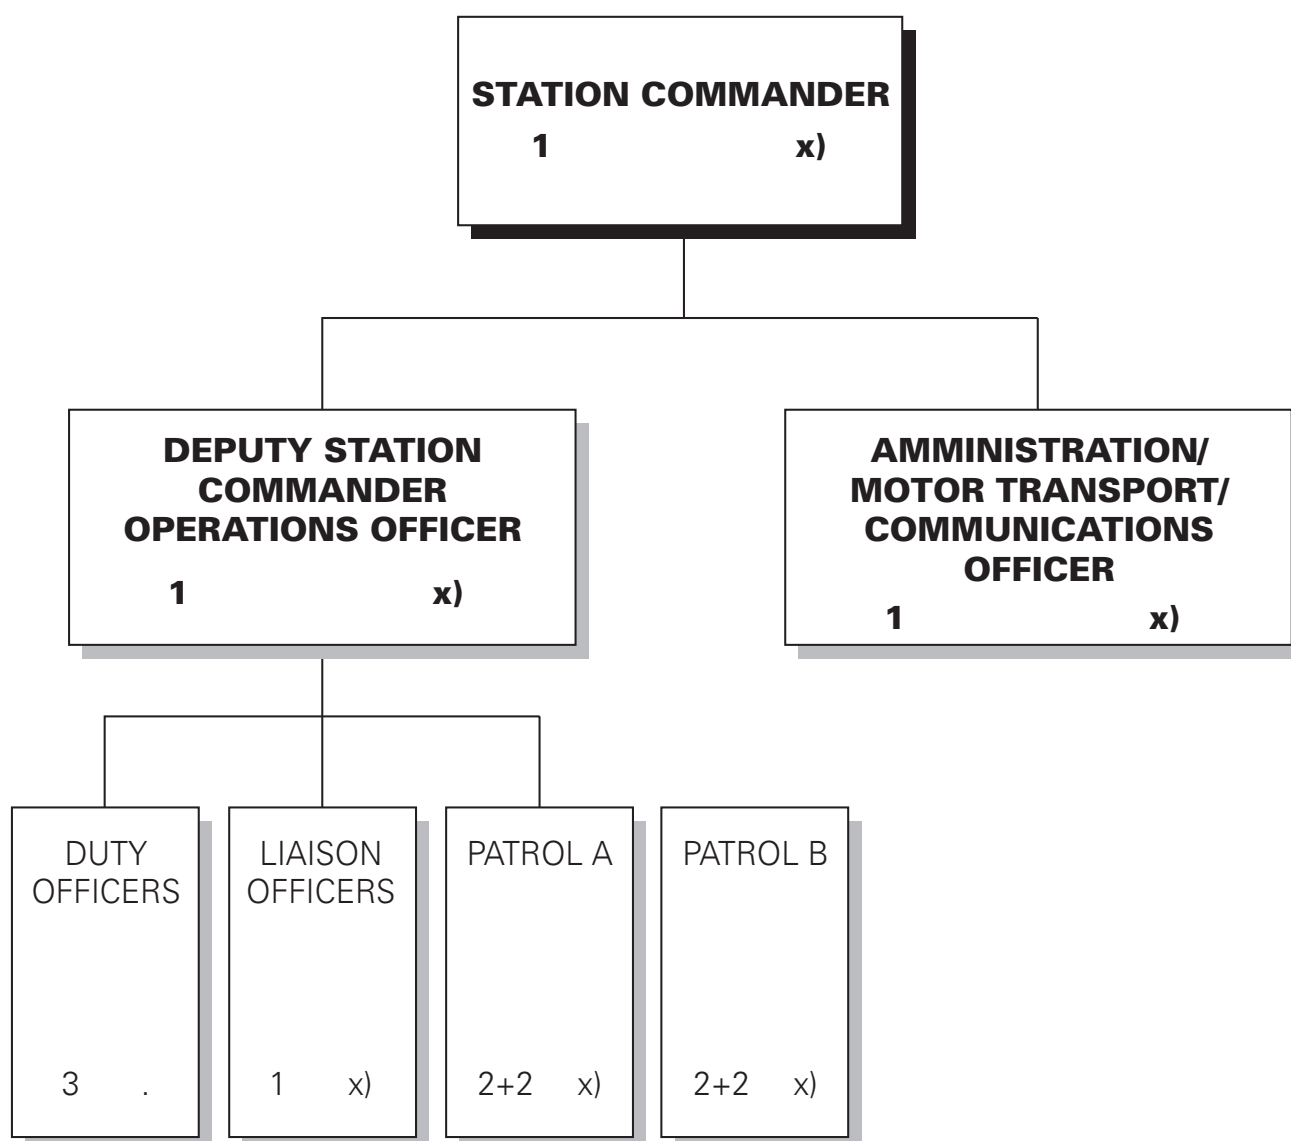 STATION COMMANDER
1 x)
DEPUTY STATION
COMMANDER
OPERATIONS OFFICER
1 x)
AMMINISTRATION/
MOTOR TRANSPORT/
COMMUNICATIONS
OFFICER
1 x)
DUTY
OFFICERS
3 .
LIAISON
OFFICERS
1 x)
PATROL A
2+2 x)
PATROL B
2+2 x)